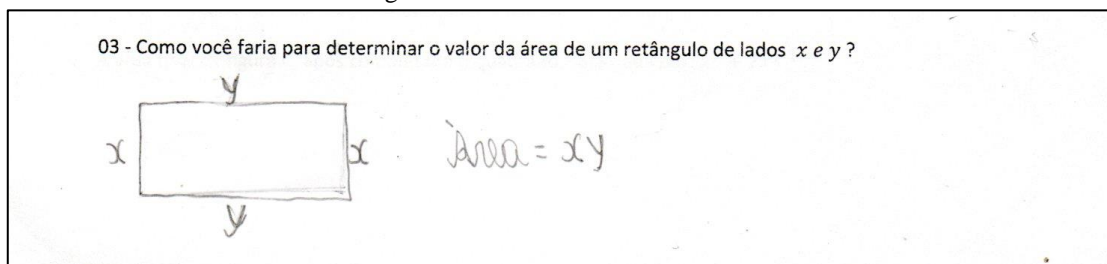 03 - Como você faria para determinar o valor da área de um retângulo de lados x e y ?
y
x
x
Área = xy
y